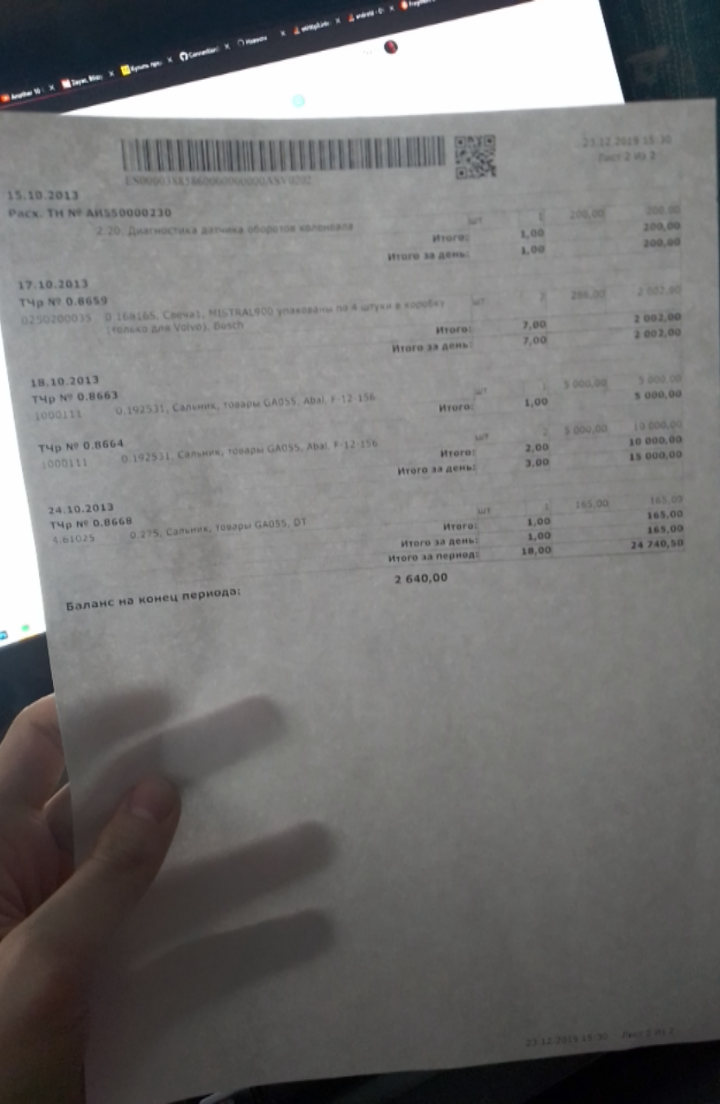 Another 10
Connection
android - 
23.12.2019 15:30
Лист 2 из 2
15.10.2013
Расх. ТН № АИ550000230
2.20. Диагностика датчика оборотов коленвала шт 1 200,00 200,00
Итого: 1,00 200,00
Итого за день: 1,00 200,00
17.10.2013
ТЧр № 0.8659
0250200035 0.168165, Свеча1, MISTRAL900 упакованы по 4 штуки в коробку шт 286,00 2 002,00
(только для Volvo), Bosch
Итого: 7,00 2 002,00
Итого за день: 7,00 2 002,00
18.10.2013
ТЧр № 0.8663
1000111 0.192531, Сальник, товары GA055, Abal, F-12-156 шт 1 5 000,00 5 000,00
Итого: 1,00 5 000,00
ТЧр № 0.8664
1000111 0.192531, Сальник, товары GA055, Abal, F-12-156 шт 2 5 000,00 10 000,00
Итого: 2,00 10 000,00
Итого за день: 3,00 15 000,00
24.10.2013
ТЧр № 0.8668
4.61025 0.275, Сальник, товары GA055, DT шт 1 165,00 165,00
Итого: 1,00 165,00
Итого за день: 1,00 165,00
Итого за период: 18,00 24 740,50
Баланс на конец периода: 2 640,00
23.12.2019 15:30 Лист 2 из 2